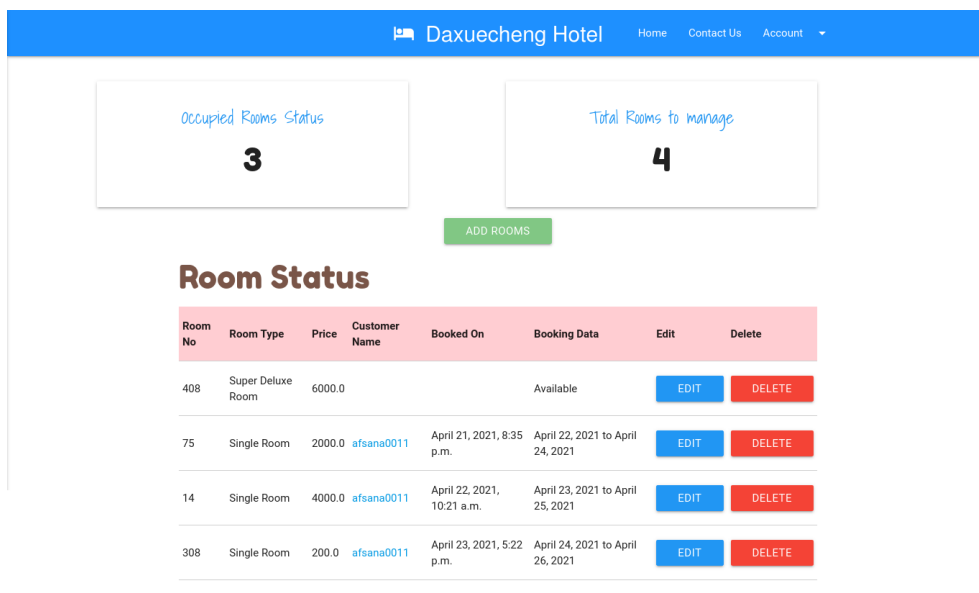 Daxuecheng Hotel Home Contact Us Account
Occupied Rooms Status Total Rooms to manage
3 4
ADD ROOMS
Room Status
Room No Room Type Price Customer Name Booked On Booking Data Edit Delete
408 Super Deluxe Room 6000.0 Available EDIT DELETE
75 Single Room 2000.0 afsana0011 April 21, 2021, 8:35 p.m. April 22, 2021 to April 24, 2021 EDIT DELETE
14 Single Room 4000.0 afsana0011 April 22, 2021, 10:21 a.m. April 23, 2021 to April 25, 2021 EDIT DELETE
308 Single Room 200.0 afsana0011 April 23, 2021, 5:22 p.m. April 24, 2021 to April 26, 2021 EDIT DELETE